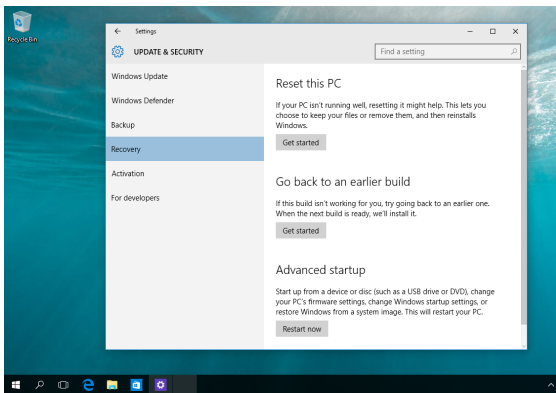 Recycle Bin
Settings
UPDATE & SECURITY
Find a setting
Windows Update
Windows Defender
Backup
Recovery
Activation
For developers
Reset this PC
If your PC isn't running well, resetting it might help. This lets you
choose to keep your files or remove them, and then reinstalls
Windows.
Get started
Go back to an earlier build
If this build isn't working for you, try going back to an earlier one.
When the next build is ready, we'll install it.
Get started
Advanced startup
Start up from a device or disc (such as a USB drive or DVD), change
your PC's firmware settings, change Windows startup settings, or
restore Windows from a system image. This will restart your PC.
Restart now